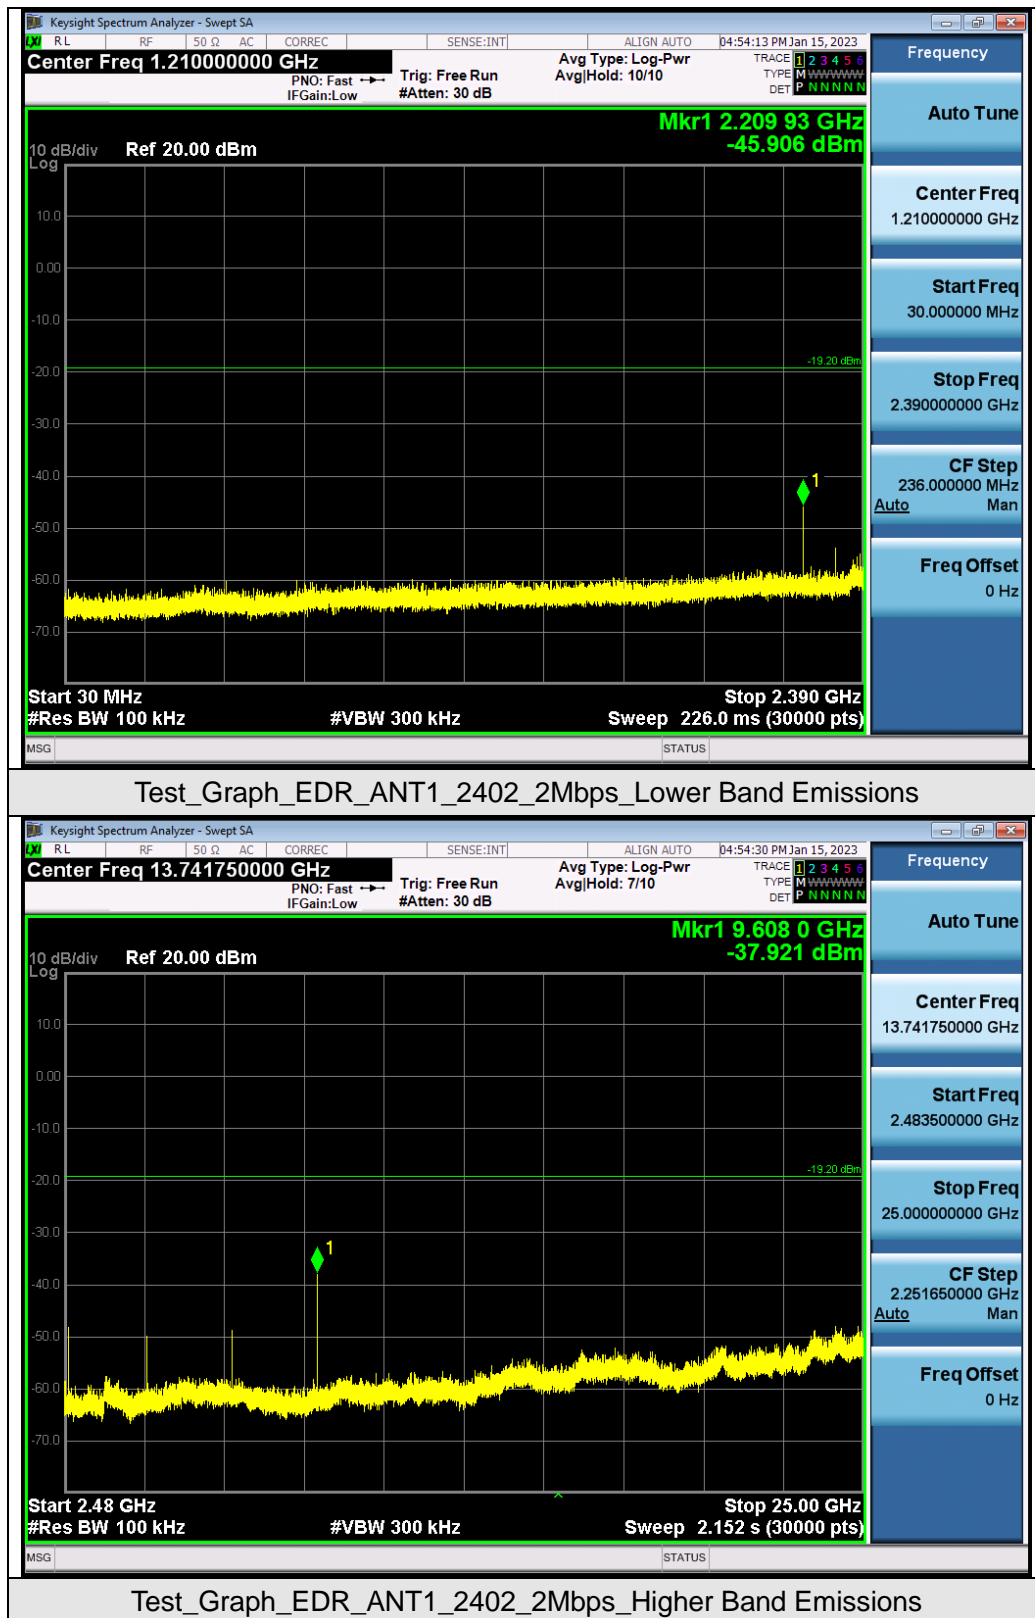 Keysight Spectrum Analyzer - Swept SA
LXI RL RF 50 Ω AC CORREC SENSE:INT ALIGN AUTO 04:54:13 PM Jan 15, 2023
Center Freq 1.210000000 GHz
PNO: Fast
IFGain:Low
Trig: Free Run
#Atten: 30 dB
Avg Type: Log-Pwr
Avg|Hold: 10/10
TRACE 1 2 3 4 5 6
TYPE M WWWWW
DET P N N N N N
Frequency
Mkr1 2.209 93 GHz
-45.906 dBm
10 dB/div Ref 20.00 dBm
Log
10.0
0.00
-10.0
-20.0
-30.0
-40.0
-50.0
-60.0
-70.0
-19.20 dBm
1
Start 30 MHz
Stop 2.390 GHz
#Res BW 100 kHz
#VBW 300 kHz
Sweep 226.0 ms (30000 pts)
MSG
STATUS
Auto Tune
Center Freq
1.210000000 GHz
Start Freq
30.000000 MHz
Stop Freq
2.390000000 GHz
CF Step
236.000000 MHz
Auto Man
Freq Offset
0 Hz
Test_Graph_EDR_ANT1_2402_2Mbps_Lower Band Emissions
Keysight Spectrum Analyzer - Swept SA
LXI RL RF 50 Ω AC CORREC SENSE:INT ALIGN AUTO 04:54:30 PM Jan 15, 2023
Center Freq 13.741750000 GHz
PNO: Fast
IFGain:Low
Trig: Free Run
#Atten: 30 dB
Avg Type: Log-Pwr
Avg|Hold: 7/10
TRACE 1 2 3 4 5 6
TYPE M WWWWW
DET P N N N N N
Frequency
Mkr1 9.608 0 GHz
-37.921 dBm
10 dB/div Ref 20.00 dBm
Log
10.0
0.00
-10.0
-20.0
-30.0
-40.0
-50.0
-60.0
-70.0
-19.20 dBm
1
Start 2.48 GHz
Stop 25.00 GHz
#Res BW 100 kHz
#VBW 300 kHz
Sweep 2.152 s (30000 pts)
MSG
STATUS
Auto Tune
Center Freq
13.741750000 GHz
Start Freq
2.483500000 GHz
Stop Freq
25.000000000 GHz
CF Step
2.251650000 GHz
Auto Man
Freq Offset
0 Hz
Test_Graph_EDR_ANT1_2402_2Mbps_Higher Band Emissions